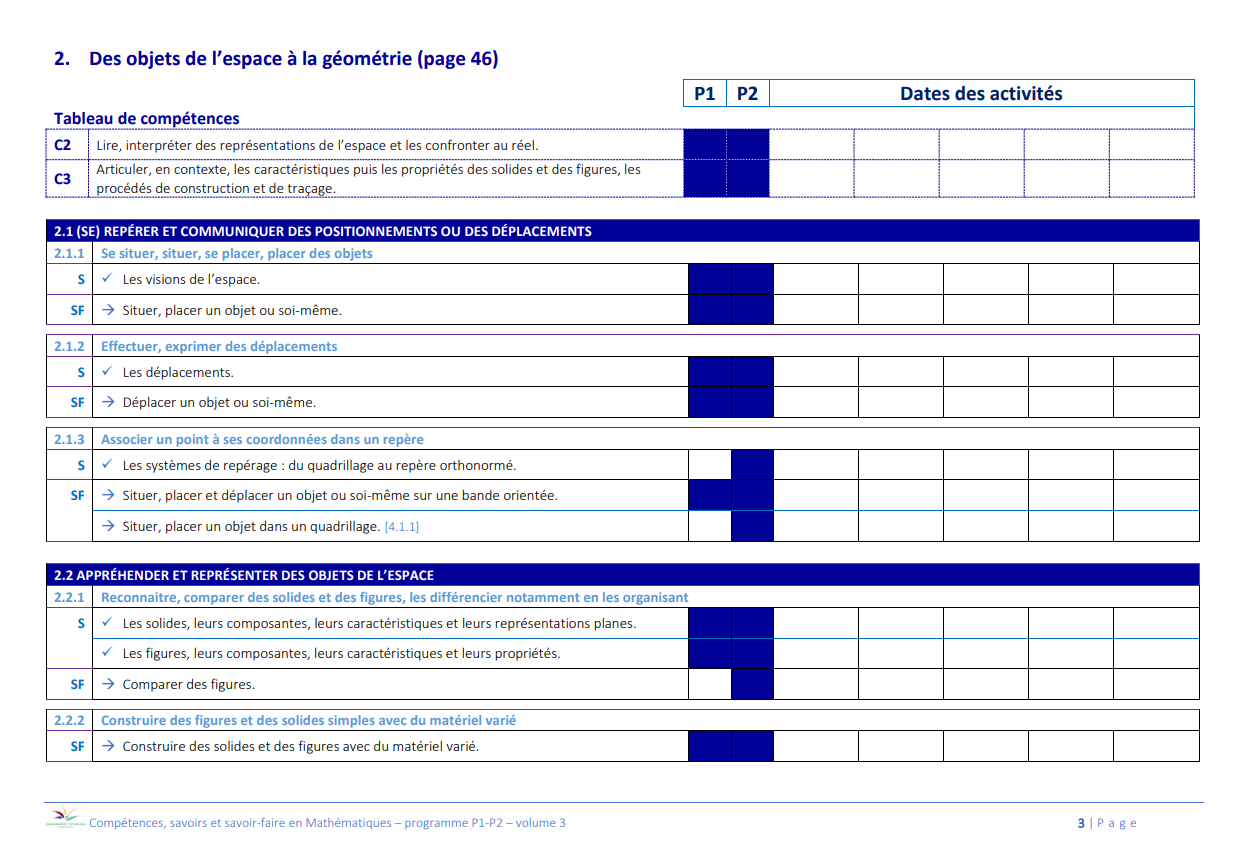 2. Des objets de l’espace à la géométrie (page 46)
P1 P2 Dates des activités
Tableau de compétences
C2 Lire, interpréter des représentations de l’espace et les confronter au réel.
C3 Articuler, en contexte, les caractéristiques puis les propriétés des solides et des figures, les
procédés de construction et de traçage.
2.1 (SE) REPÉRER ET COMMUNIQUER DES POSITIONNEMENTS OU DES DÉPLACEMENTS
2.1.1 Se situer, situer, se placer, placer des objets
S ✓ Les visions de l’espace.
SF → Situer, placer un objet ou soi-même.
2.1.2 Effectuer, exprimer des déplacements
S ✓ Les déplacements.
SF → Déplacer un objet ou soi-même.
2.1.3 Associer un point à ses coordonnées dans un repère
S ✓ Les systèmes de repérage : du quadrillage au repère orthonormé.
SF → Situer, placer et déplacer un objet ou soi-même sur une bande orientée.
→ Situer, placer un objet dans un quadrillage. [4.1.1]
2.2 APPRÉHENDER ET REPRÉSENTER DES OBJETS DE L’ESPACE
2.2.1 Reconnaitre, comparer des solides et des figures, les différencier notamment en les organisant
S ✓ Les solides, leurs composantes, leurs caractéristiques et leurs représentations planes.
✓ Les figures, leurs composantes, leurs caractéristiques et leurs propriétés.
SF → Comparer des figures.
2.2.2 Construire des figures et des solides simples avec du matériel varié
SF → Construire des solides et des figures avec du matériel varié.
Compétences, savoirs et savoir-faire en Mathématiques – programme P1-P2 – volume 3
3 | P a g e